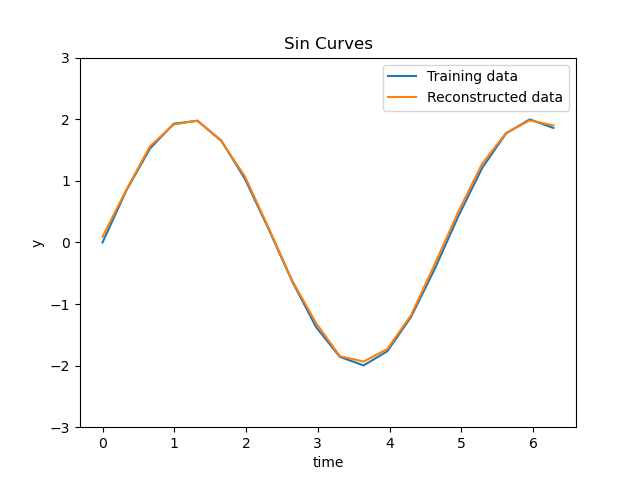 Sin Curves
Training data
Reconstructed data
3
2
1
0
−1
−2
−3
y
0 1 2 3 4 5 6
time